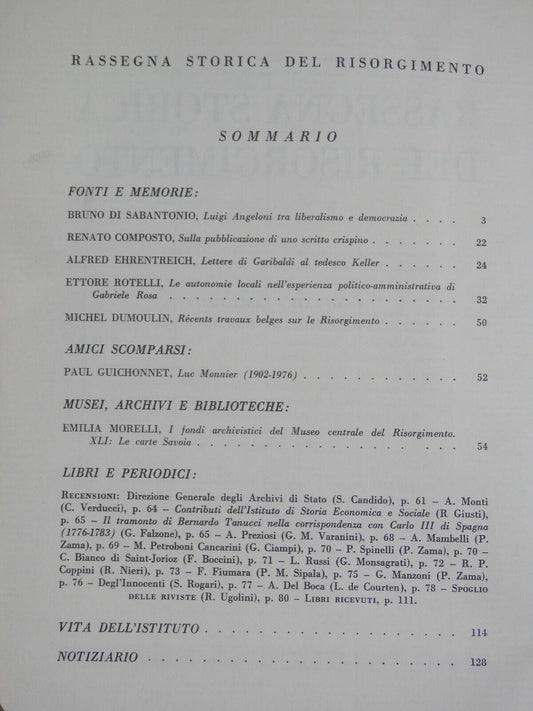 RASSEGNA STORICA DEL RISORGIMENTO
SOMMARIO
FONTI E MEMORIE:
BRUNO DI SABANTONIO, Luigi Angeloni tra liberalismo e democrazia . . . . 3
RENATO COMPOSTO, Sulla pubblicazione di uno scritto crispino . . . . . . . 22
ALFRED EHRENTREICH, Lettere di Garibaldi al tedesco Keller . . . . . . . 24
ETTORE ROTELLI, Le autonomie locali nell'esperienza politico-amministrativa di
Gabriele Rosa . . . . . . . . . . . . . . . . . . . 32
MICHEL DUMOULIN, Récents travaux belges sur le Risorgimento . . . . . . 50
AMICI SCOMPARSI:
PAUL GUICHONNET, Luc Monnier (1902-1976) . . . . . . . . . . . . 52
MUSEI, ARCHIVI E BIBLIOTECHE:
EMILIA MORELLI, I fondi archivistici del Museo centrale del Risorgimento.
XLI: Le carte Savoia . . . . . . . . . . . . . . . . . . 54
LIBRI E PERIODICI:
RECENSIONI: Direzione Generale degli Archivi di Stato (S. Candido), p. 61 – A. Monti
(C. Verducci), p. 64 – Contributi dell'Istituto di Storia Economica e Sociale (R Giusti),
p. 65 – Il tramonto di Bernardo Tanucci nella corrispondenza con Carlo III di Spagna
(1776-1783) (G. Falzone), p. 65 – A. Preziosi (G. M. Varanini), p. 68 – A. Mambelli (P.
Zama), p. 69 – M. Petroboni Cancarini (G. Ciampi), p. 70 – P. Spinelli (P. Zama), p. 70 –
C. Bianco di Saint-Jorioz (F. Boccini), p. 71 – L. Russi (G. Monsagrati), p. 72 – R. P.
Coppini (R. Nieri), p. 73 – F. Fiumara (P. M. Sipala), p. 75 – G. Manzoni (P. Zama),
p. 76 – Degl'Innocenti (S. Rogari), p. 77 – A. Del Boca (L. de Courten), p. 78 – SPOGLIO
DELLE RIVISTE (R. Ugolini), p. 80 – LIBRI RICEVUTI, p. 111.
VITA DELL'ISTITUTO . . . . . . . . . . . . . . . . . . 114
NOTIZIARIO . . . . . . . . . . . . . . . . . . . . . 128